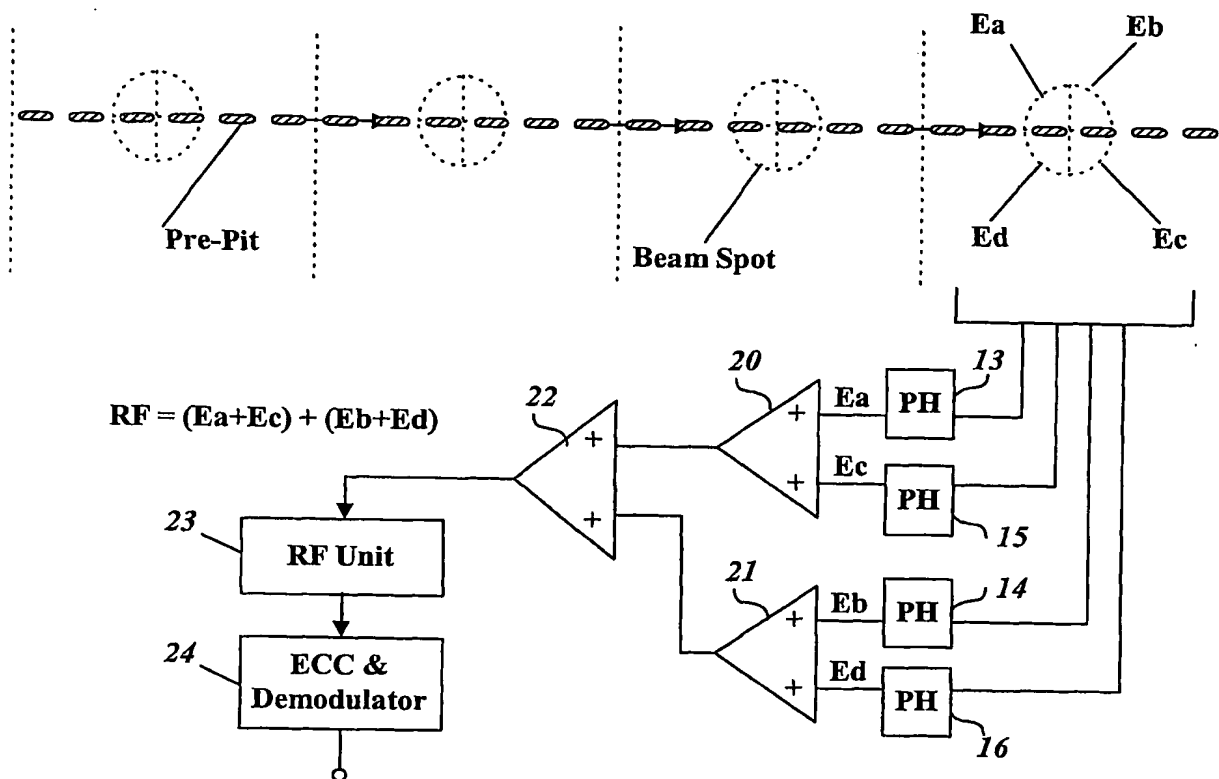 Ea
Eb
Pre-Pit
Beam Spot
Ed
Ec
RF = (Ea+Ec) + (Eb+Ed)
22
20
Ea
PH
13
Ec
PH
15
23
RF Unit
21
Eb
PH
14
24
ECC &
Demodulator
Ed
PH
16
+
+
+
+
+
+